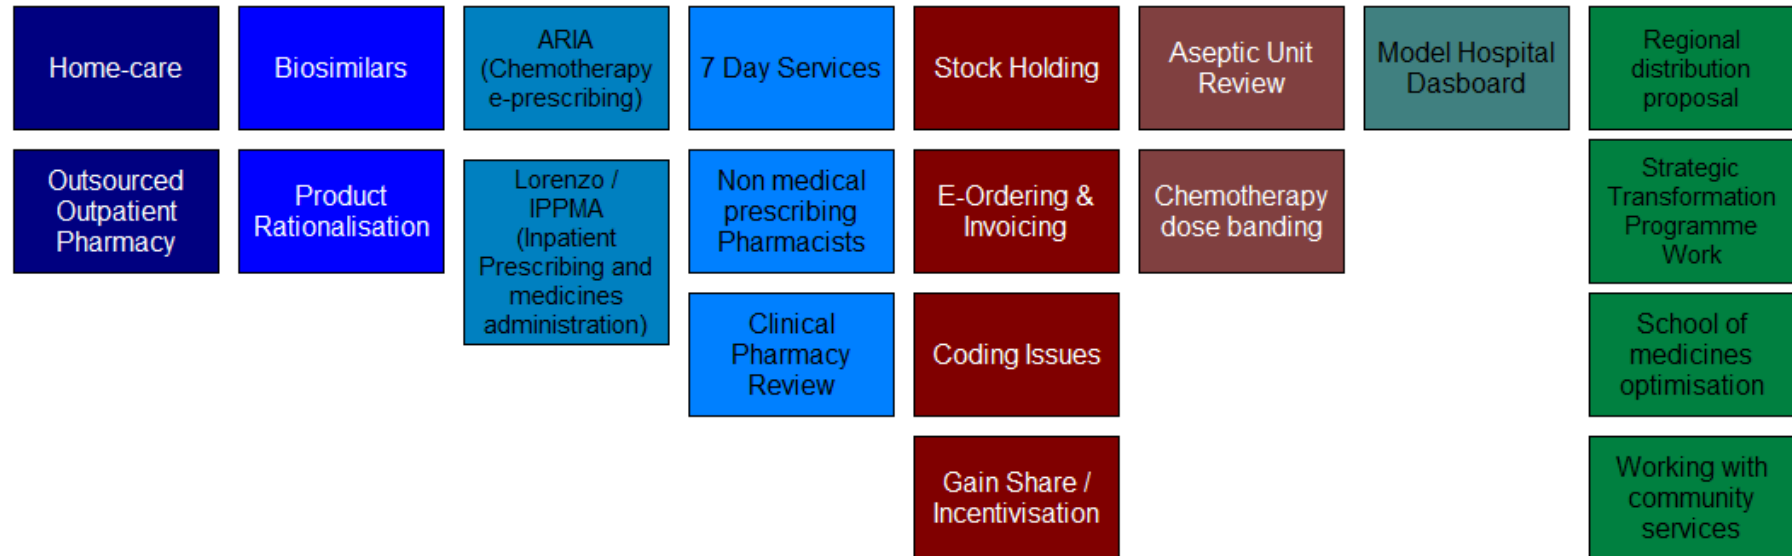 Home-care
Outsourced
Outpatient
Pharmacy
Biosimilars
Product
Rationalisation
ARIA
(Chemotherapy
e-prescribing)
Lorenzo /
IPPMA
(Inpatient
Prescribing and
medicines
administration)
7 Day Services
Non medical
prescribing
Pharmacists
Clinical
Pharmacy
Review
Stock Holding
E-Ordering &
Invoicing
Coding Issues
Gain Share /
Incentivisation
Aseptic Unit
Review
Chemotherapy
dose banding
Model Hospital
Dasboard
Regional
distribution
proposal
Strategic
Transformation
Programme
Work
School of
medicines
optimisation
Working with
community
services